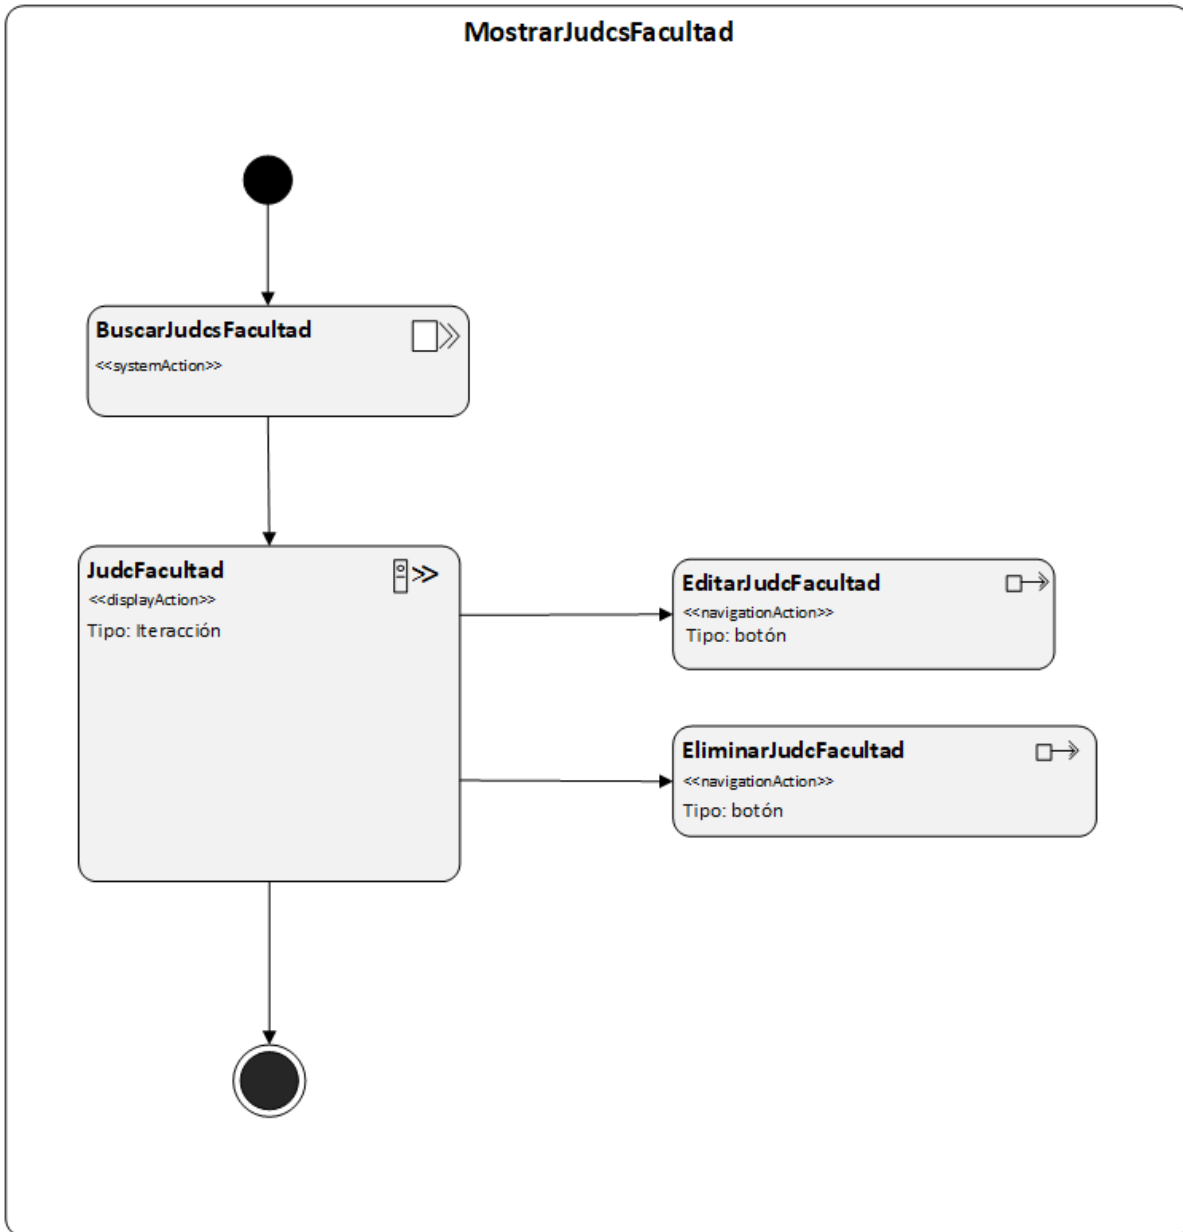 MostrarJudcsFacultad
BuscarJudcsFacultad
<<systemAction>>
JudcFacultad
<<displayAction>>
Tipo: Iteracción
EditarJudcFacultad
<<navigationAction>>
Tipo: botón
EliminarJudcFacultad
<<navigationAction>>
Tipo: botón